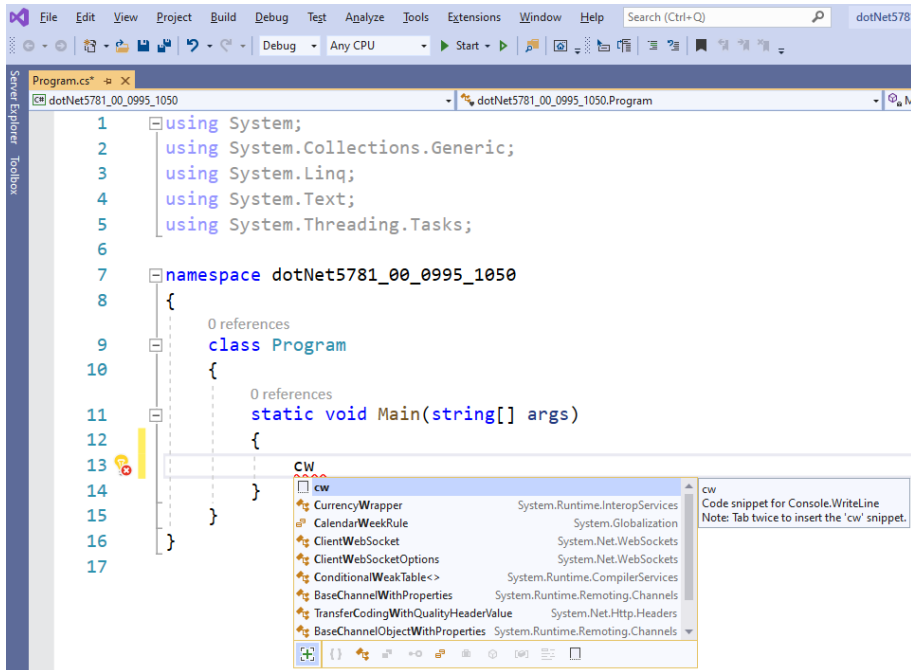 File Edit View Project Build Debug Test Analyze Tools Extensions Window Help Search (Ctrl+Q) dotNet578
Debug Any CPU Start
Server Explorer
Toolbox
Program.cs*
dotNet5781_00_0995_1050 dotNet5781_00_0995_1050.Program M
1 using System;
2 using System.Collections.Generic;
3 using System.Linq;
4 using System.Text;
5 using System.Threading.Tasks;
6
7 namespace dotNet5781_00_0995_1050
8 {
0 references
9 class Program
10 {
0 references
11 static void Main(string[] args)
12 {
13 cw
14 }
15 }
16 }
17
cw
CurrencyWrapper System.Runtime.InteropServices
CalendarWeekRule System.Globalization
ClientWebSocket System.Net.WebSockets
ClientWebSocketOptions System.Net.WebSockets
ConditionalWeakTable<> System.Runtime.CompilerServices
BaseChannelWithProperties System.Runtime.Remoting.Channels
TransferCodingWithQualityHeaderValue System.Net.Http.Headers
BaseChannelObjectWithProperties System.Runtime.Remoting.Channels
cw
Code snippet for Console.WriteLine
Note: Tab twice to insert the 'cw' snippet.